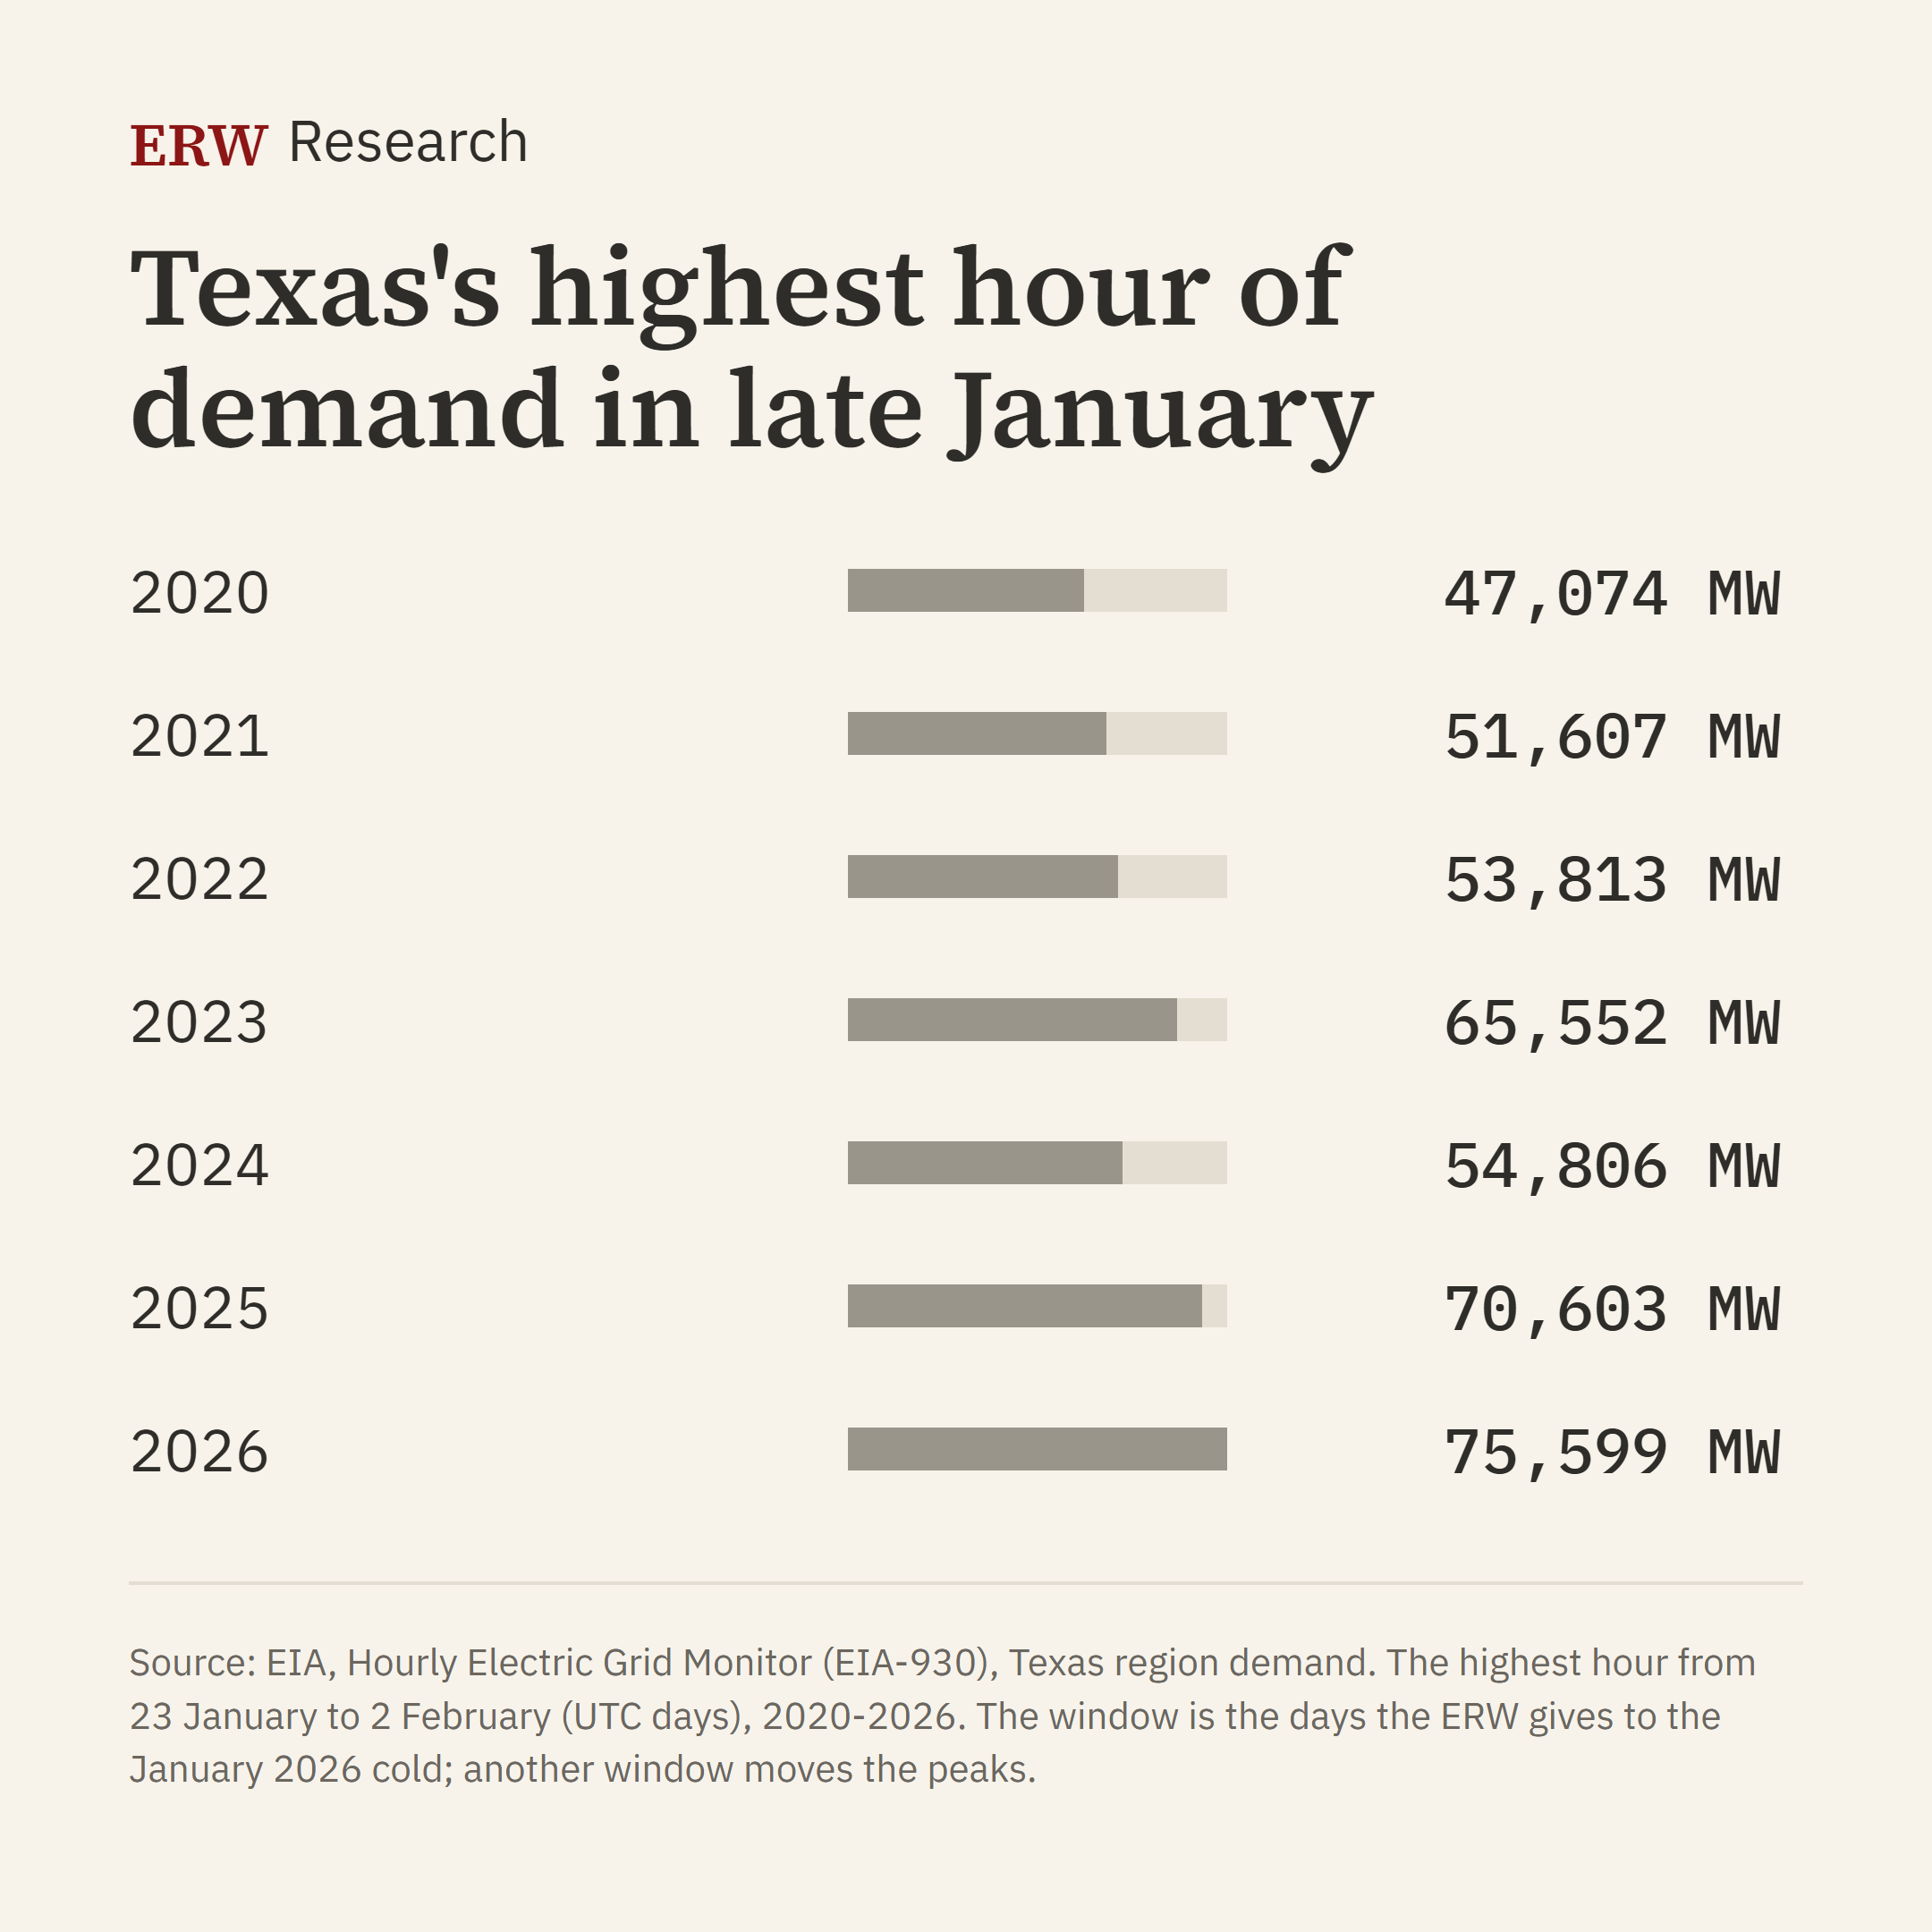 ERW Research
Texas's highest hour of
demand in late January
2020 47,074 MW
2021 51,607 MW
2022 53,813 MW
2023 65,552 MW
2024 54,806 MW
2025 70,603 MW
2026 75,599 MW
Source: EIA, Hourly Electric Grid Monitor (EIA-930), Texas region demand. The highest hour from
23 January to 2 February (UTC days), 2020-2026. The window is the days the ERW gives to the
January 2026 cold; another window moves the peaks.